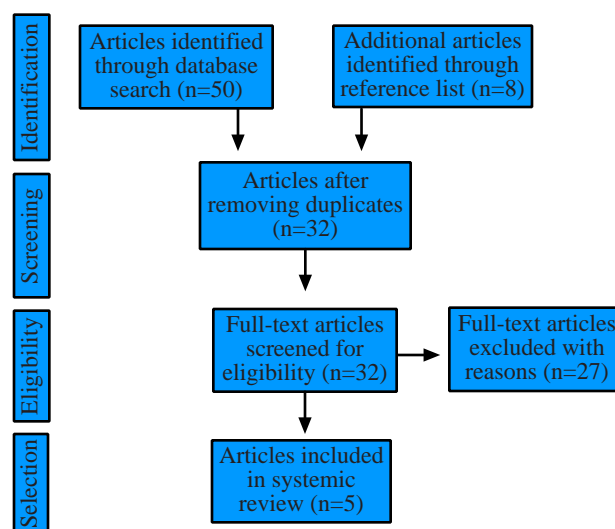 Identification
Articles identified
through database
search (n=50)
Additional articles
identified through
reference list (n=8)
Screening
Articles after
removing duplicates
(n=32)
Eligibility
Full-text articles
screened for
eligibility (n=32)
Full-text articles
excluded with
reasons (n=27)
Selection
Articles included
in systemic
review (n=5)